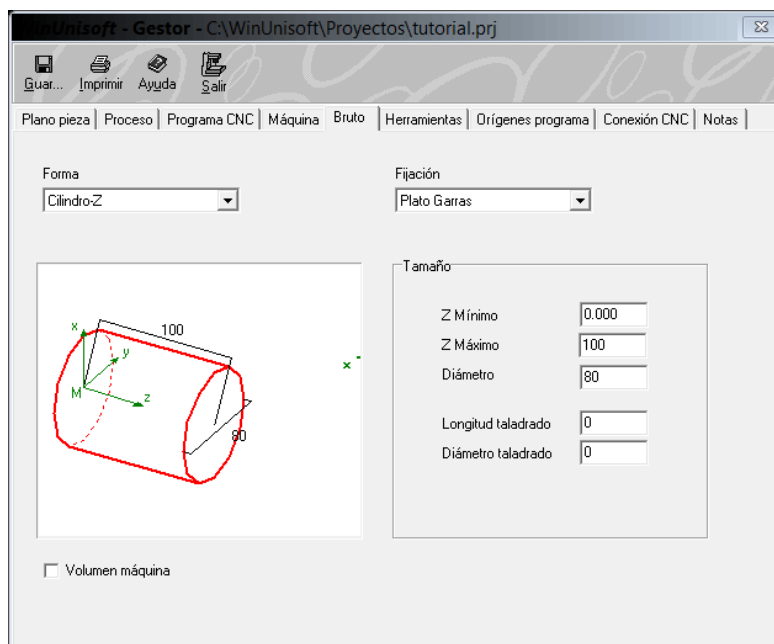 WinUnisoft - Gestor - C:\WinUnisoft\Proyectos\tutorial.prj
Guar... Imprimir Ayuda Salir
Plano pieza Proceso Programa CNC Máquina Bruto Herramientas Orígenes programa Conexión CNC Notas
Forma
Cilindro-Z
Fijación
Plato Garras
x
100
y
M
z
80
x
Tamaño
Z Mínimo 0.000
Z Máximo 100
Diámetro 80
Longitud taladrado 0
Diámetro taladrado 0
Volumen máquina